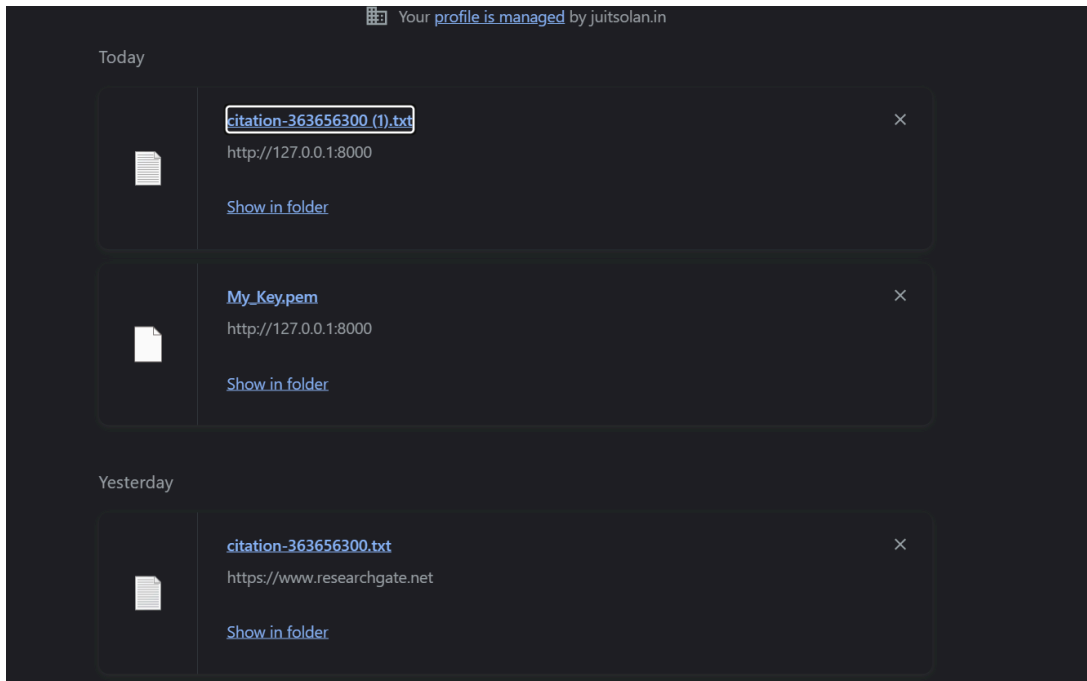 Your profile is managed by juitsolan.in
Today
citation-363656300 (1).txt
http://127.0.0.1:8000
Show in folder
My_Key.pem
http://127.0.0.1:8000
Show in folder
Yesterday
citation-363656300.txt
https://www.researchgate.net
Show in folder